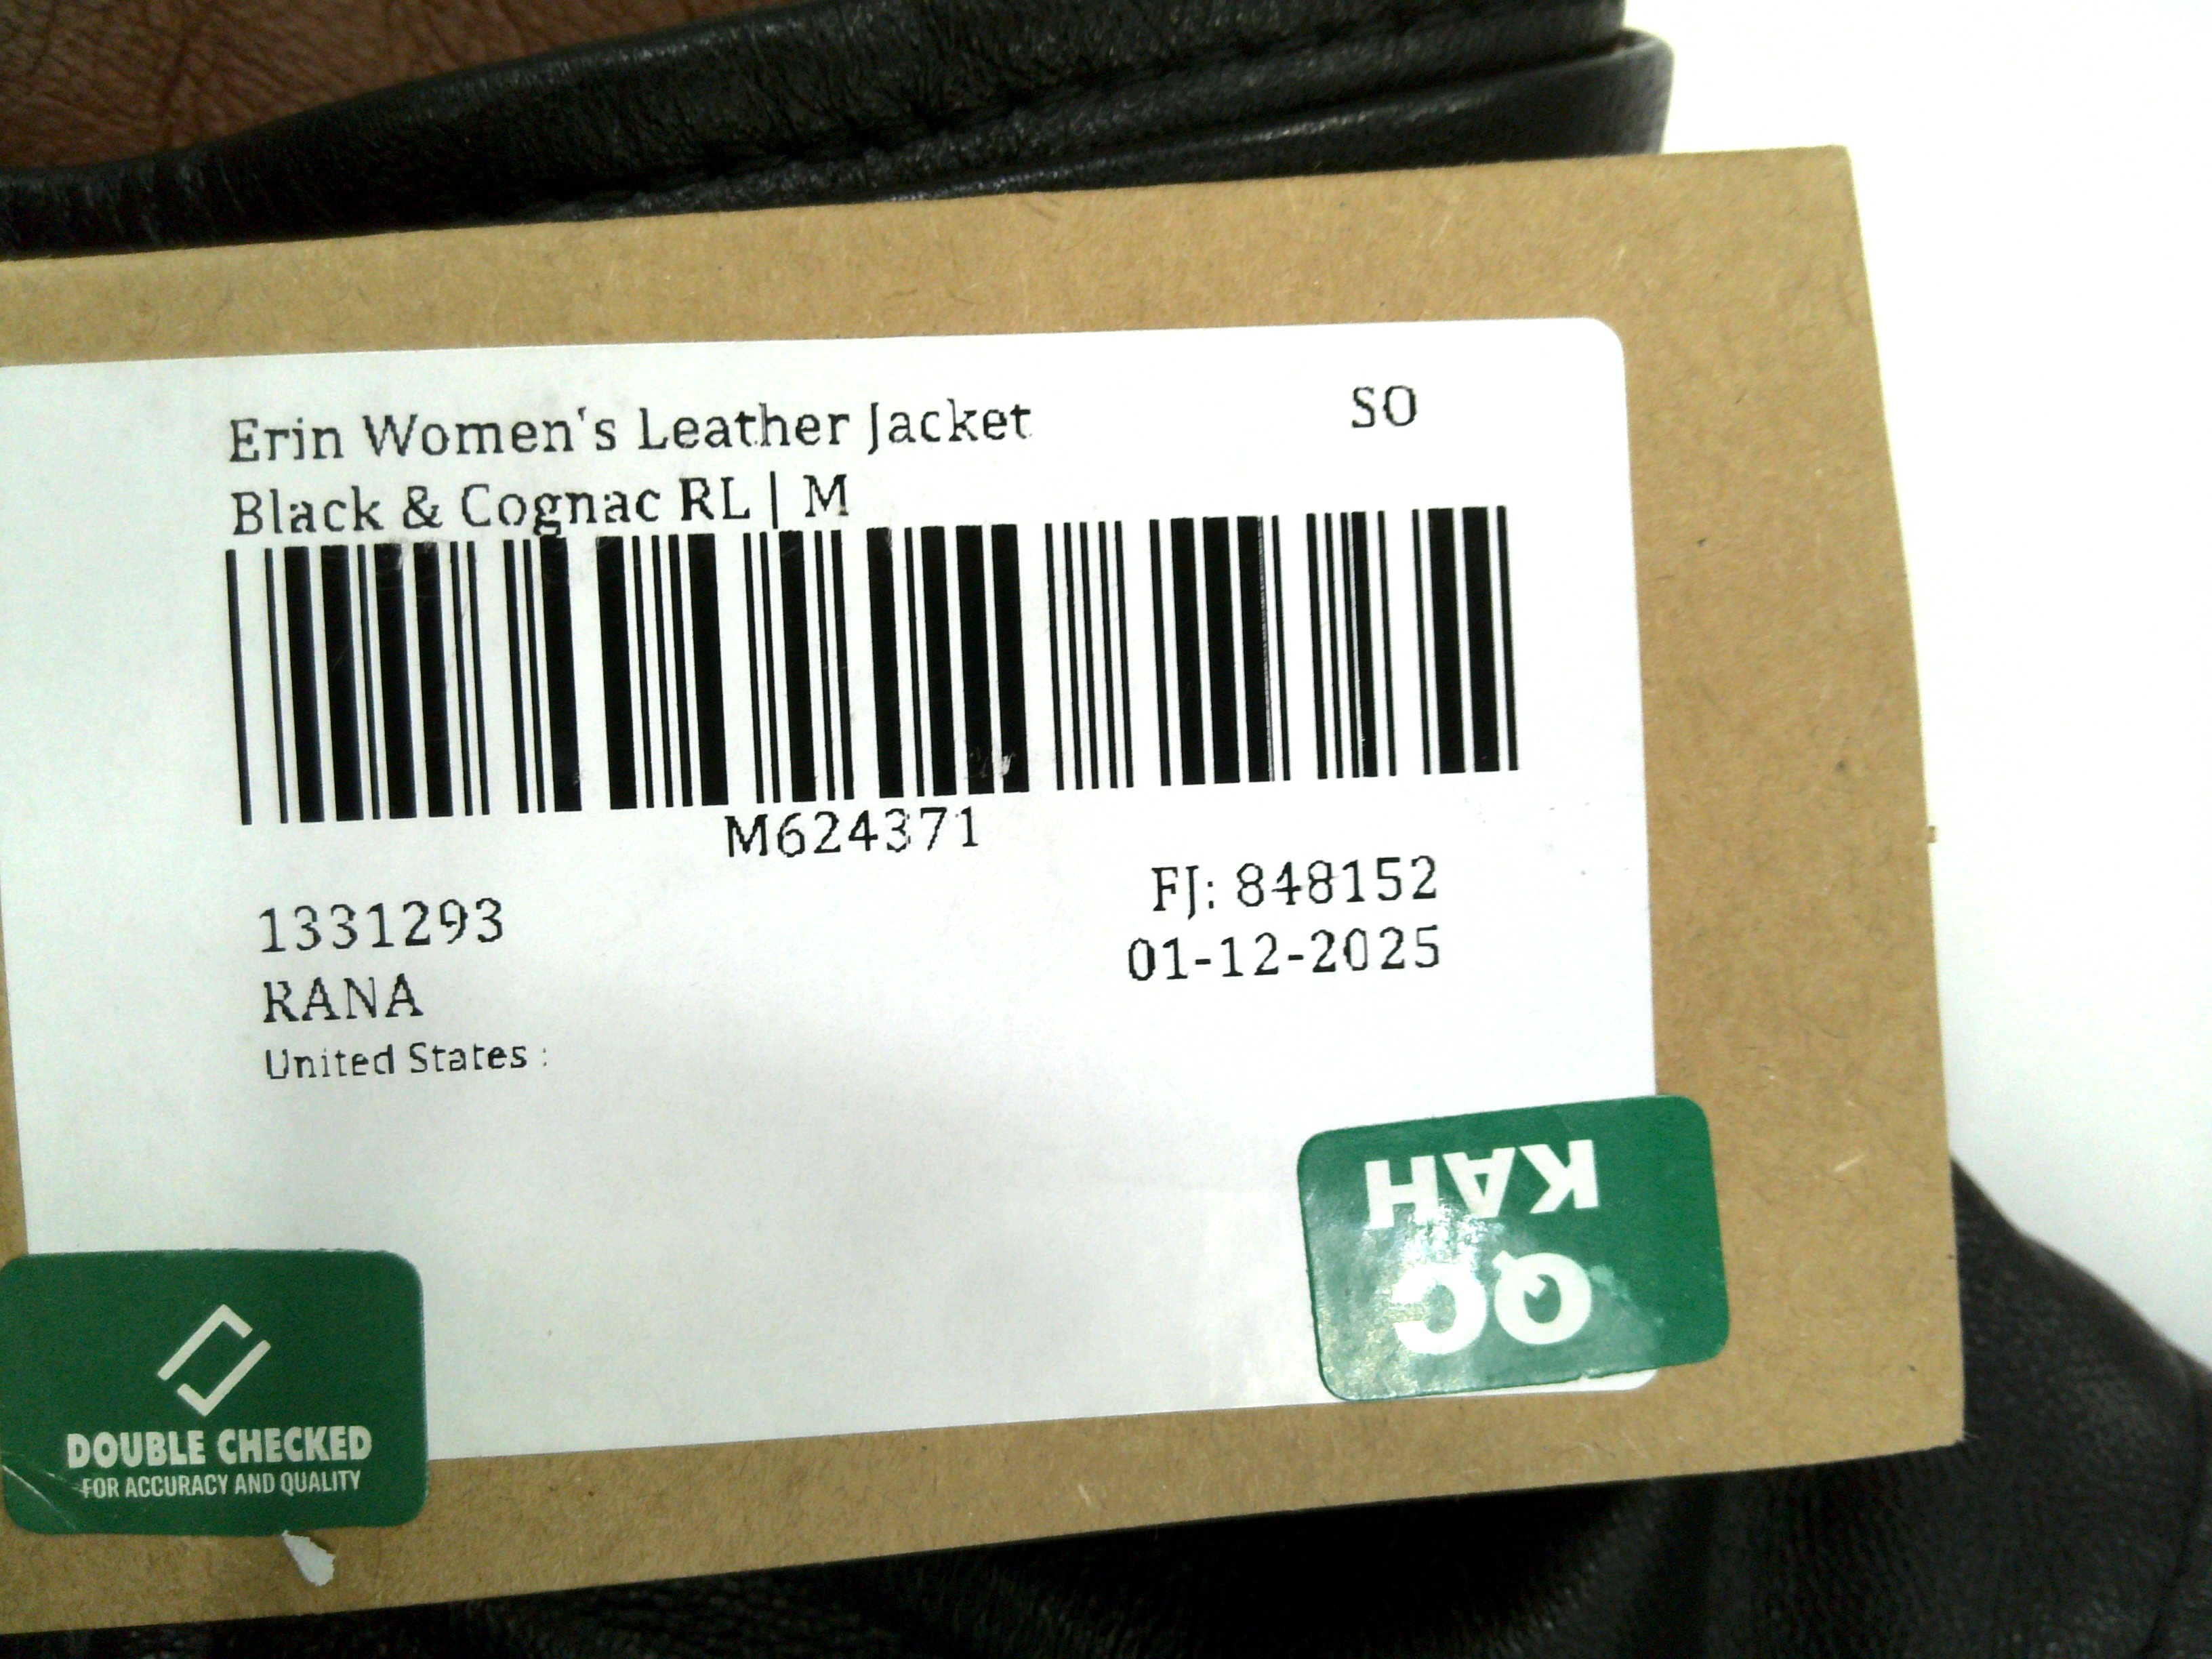 Erin Women's Leather Jacket
SO
Black & Cognac RL | M
M624371
1331293
FJ: 848152
RANA
01-12-2025
United States :
QC
KAH
DOUBLE CHECKED
FOR ACCURACY AND QUALITY